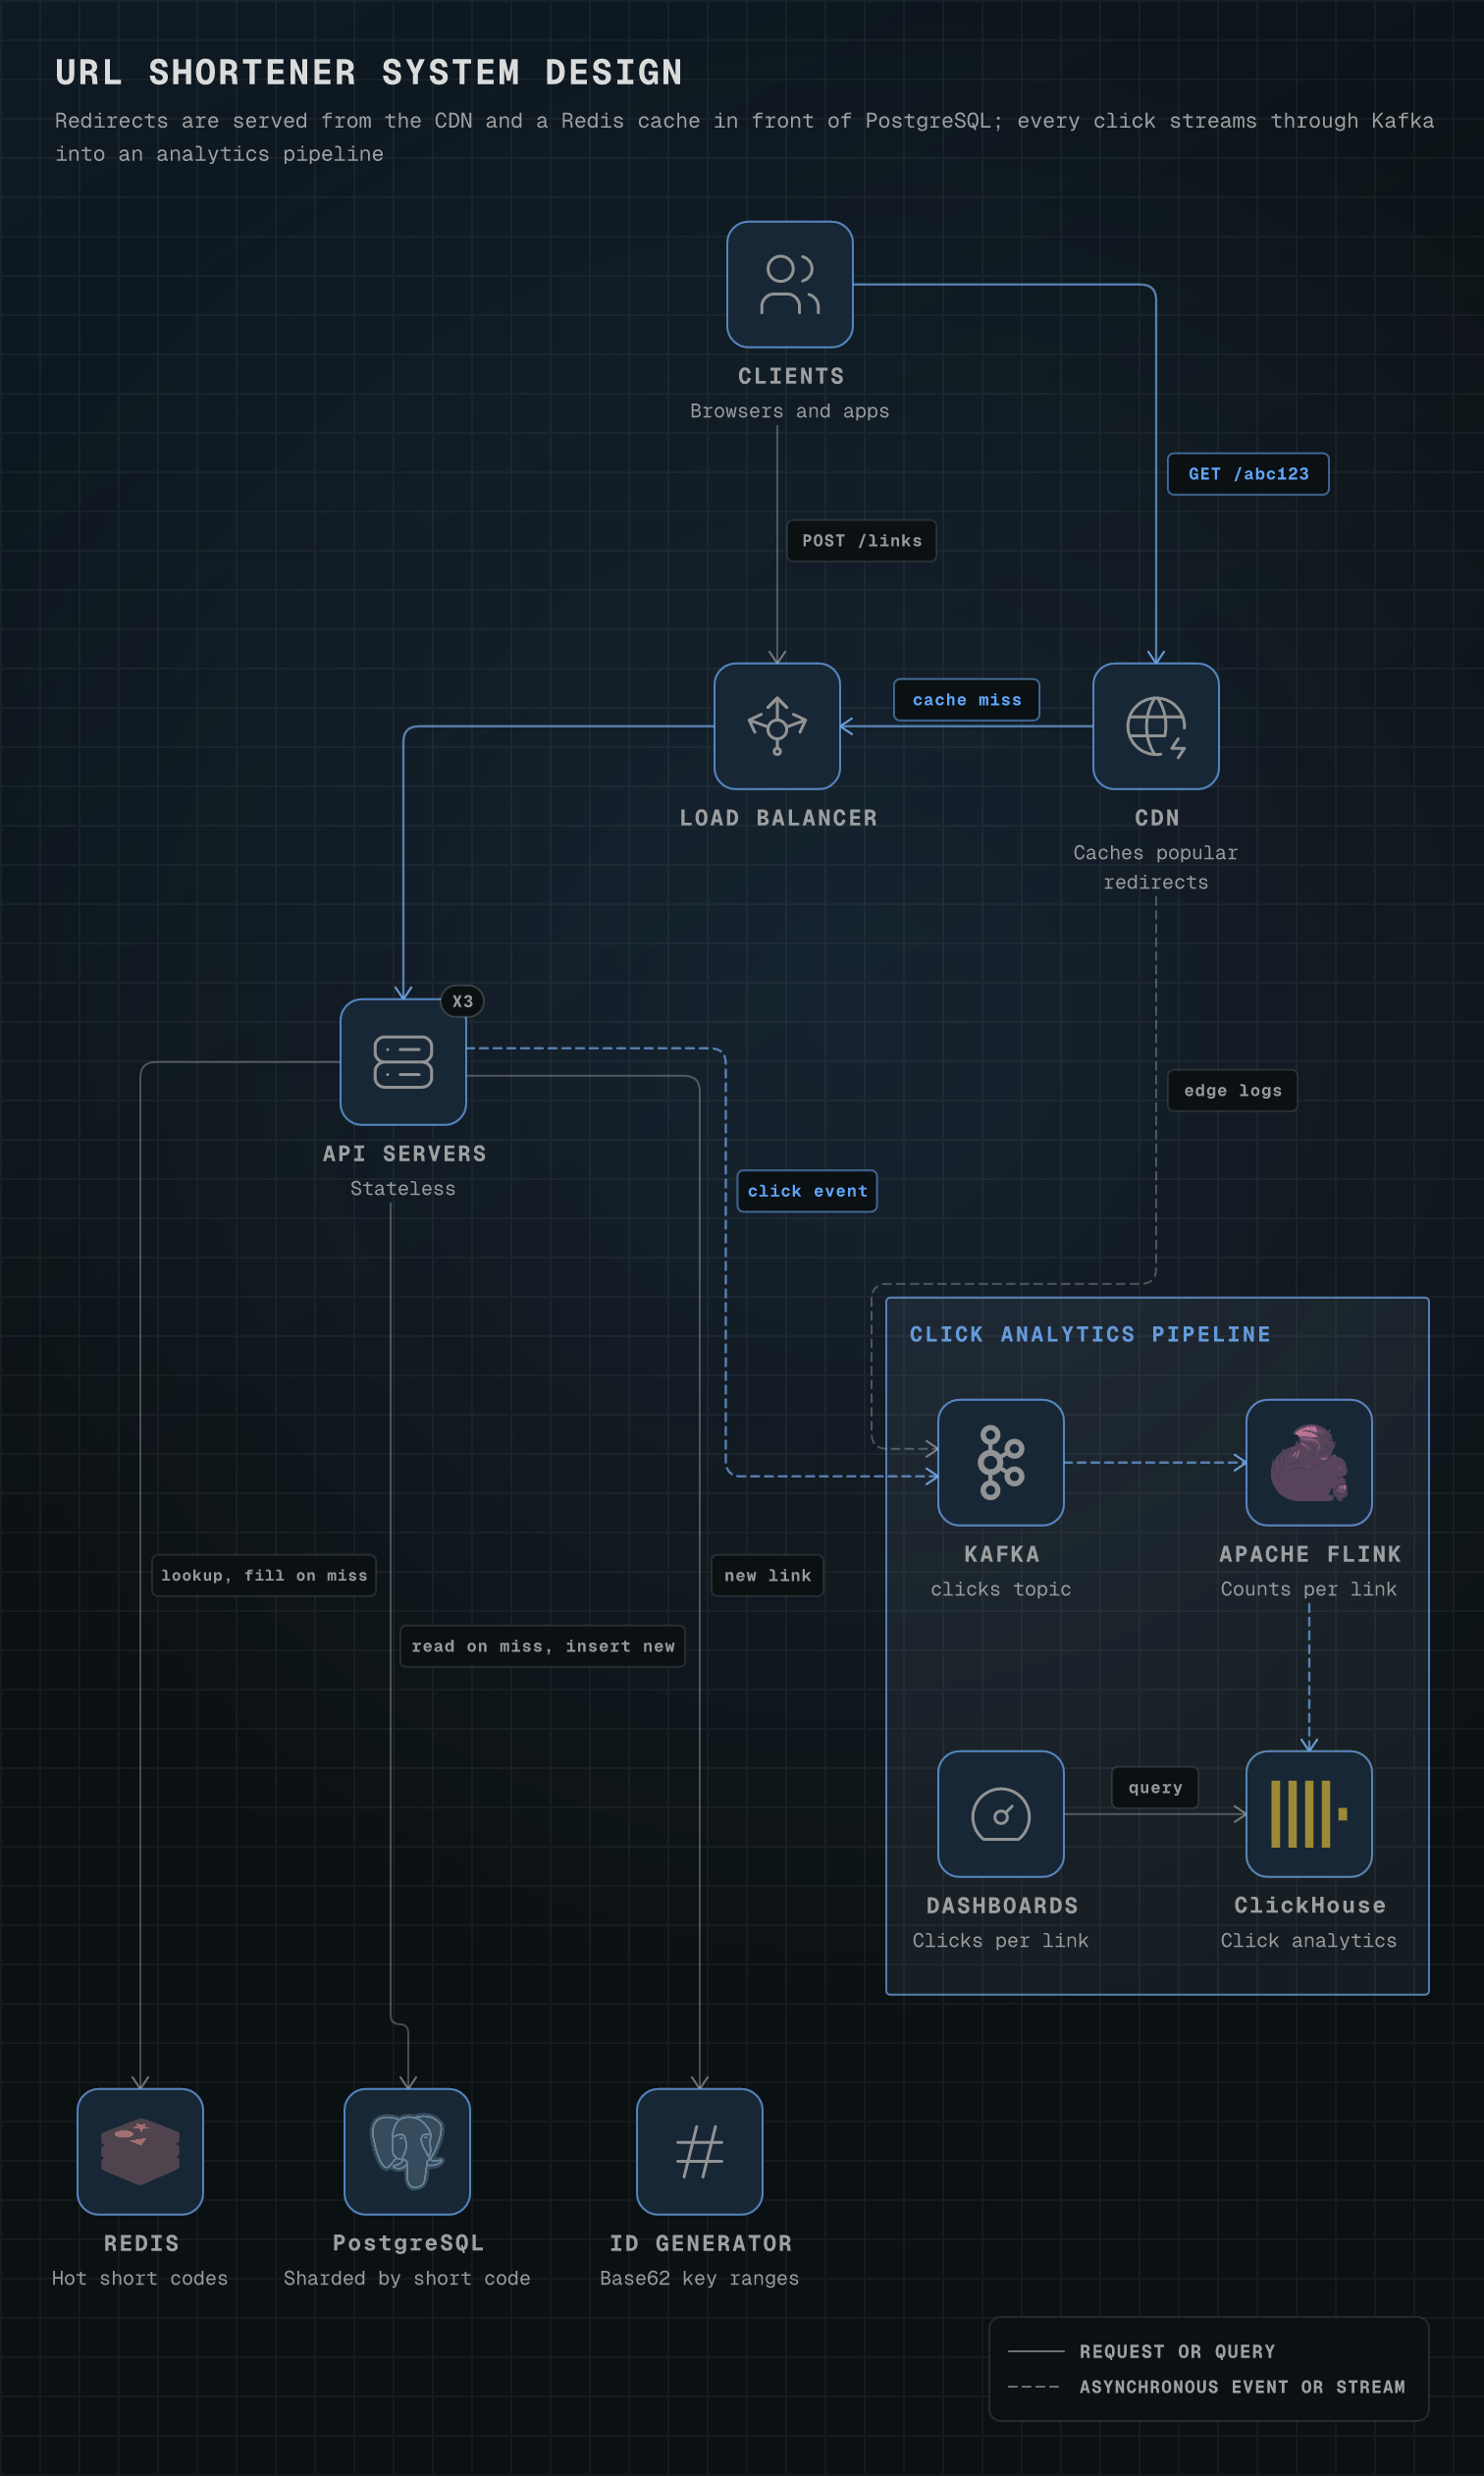 URL SHORTENER SYSTEM DESIGN
Redirects are served from the CDN and a Redis cache in front of PostgreSQL; every click streams through Kafka
into an analytics pipeline
CLIENTS
Browsers and apps
GET /abc123
POST /links
cache miss
LOAD BALANCER
CDN
Caches popular
redirects
X3
API SERVERS
Stateless
edge logs
click event
CLICK ANALYTICS PIPELINE
KAFKA
clicks topic
APACHE FLINK
Counts per link
lookup, fill on miss
new link
read on miss, insert new
query
DASHBOARDS
Clicks per link
ClickHouse
Click analytics
REDIS
Hot short codes
PostgreSQL
Sharded by short code
ID GENERATOR
Base62 key ranges
REQUEST OR QUERY
ASYNCHRONOUS EVENT OR STREAM